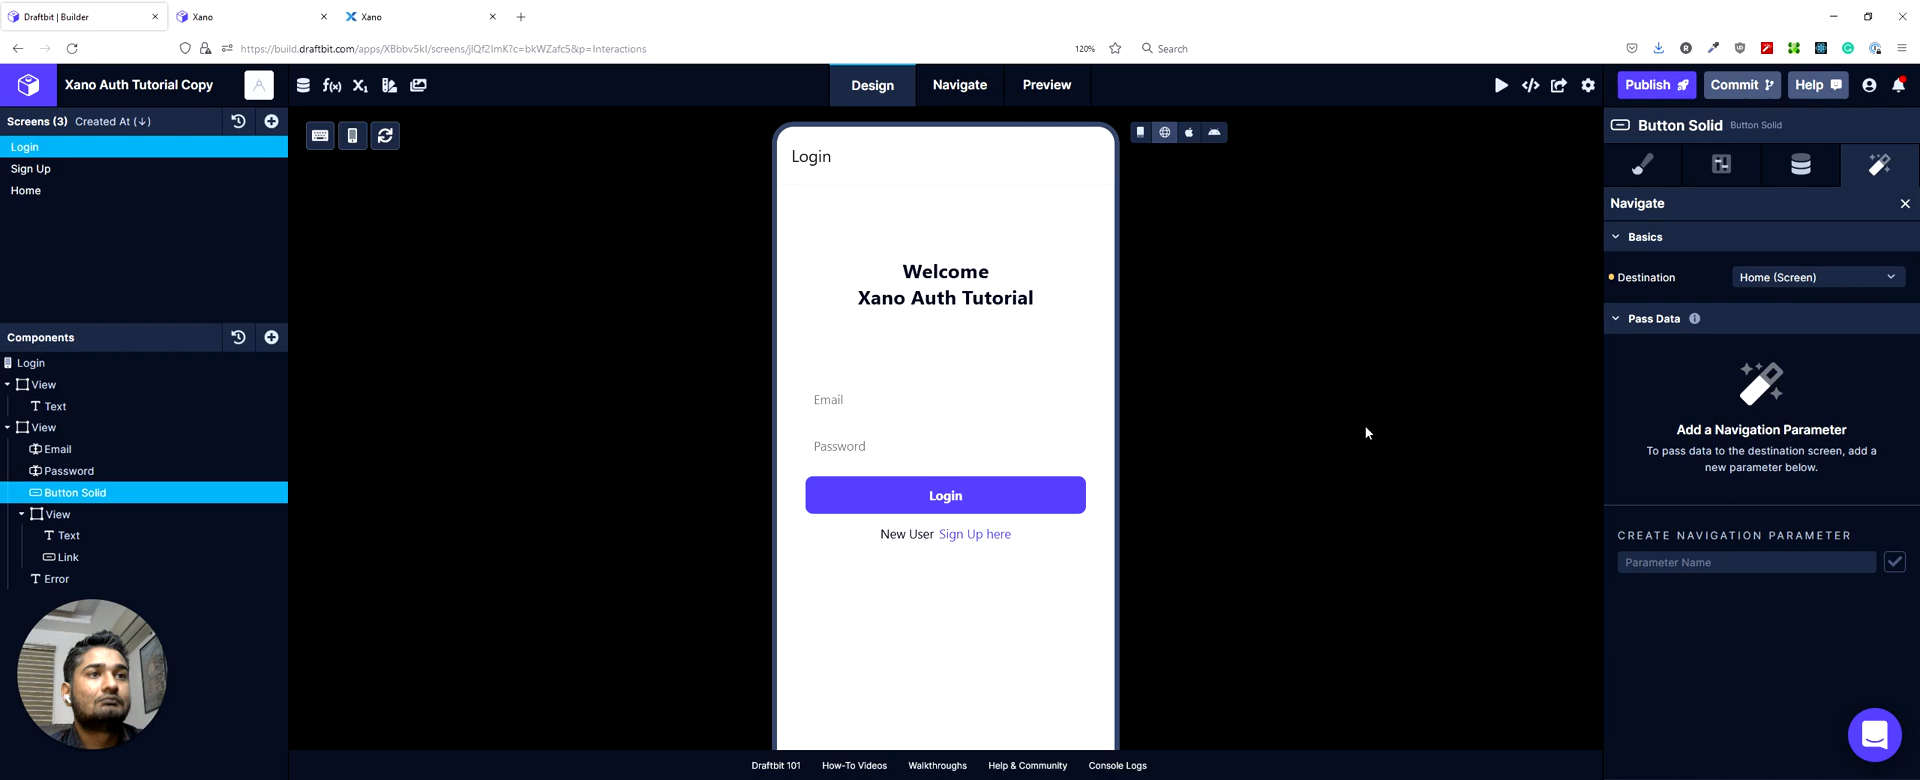 Draftbit | Builder
Xano
Xano
https://build.draftbit.com/apps/XBbbv5kI/screens/jlQf2ImK?c=bkWZafc5&p=Interactions
120%
Search
Xano Auth Tutorial Copy
f(x)
X₁
Design
Navigate
Preview
Publish
Commit
Help
Screens (3) Created At (↓)
Login
Sign Up
Home
Components
Login
View
Text
View
Email
Password
Button Solid
View
Text
Link
Error
Login
Welcome
Xano Auth Tutorial
Email
Password
Login
New User Sign Up here
Button Solid Button Solid
Navigate
Basics
Destination
Home (Screen)
Pass Data
Add a Navigation Parameter
To pass data to the destination screen, add a
new parameter below.
CREATE NAVIGATION PARAMETER
Parameter Name
Draftbit 101
How-To Videos
Walkthroughs
Help & Community
Console Logs